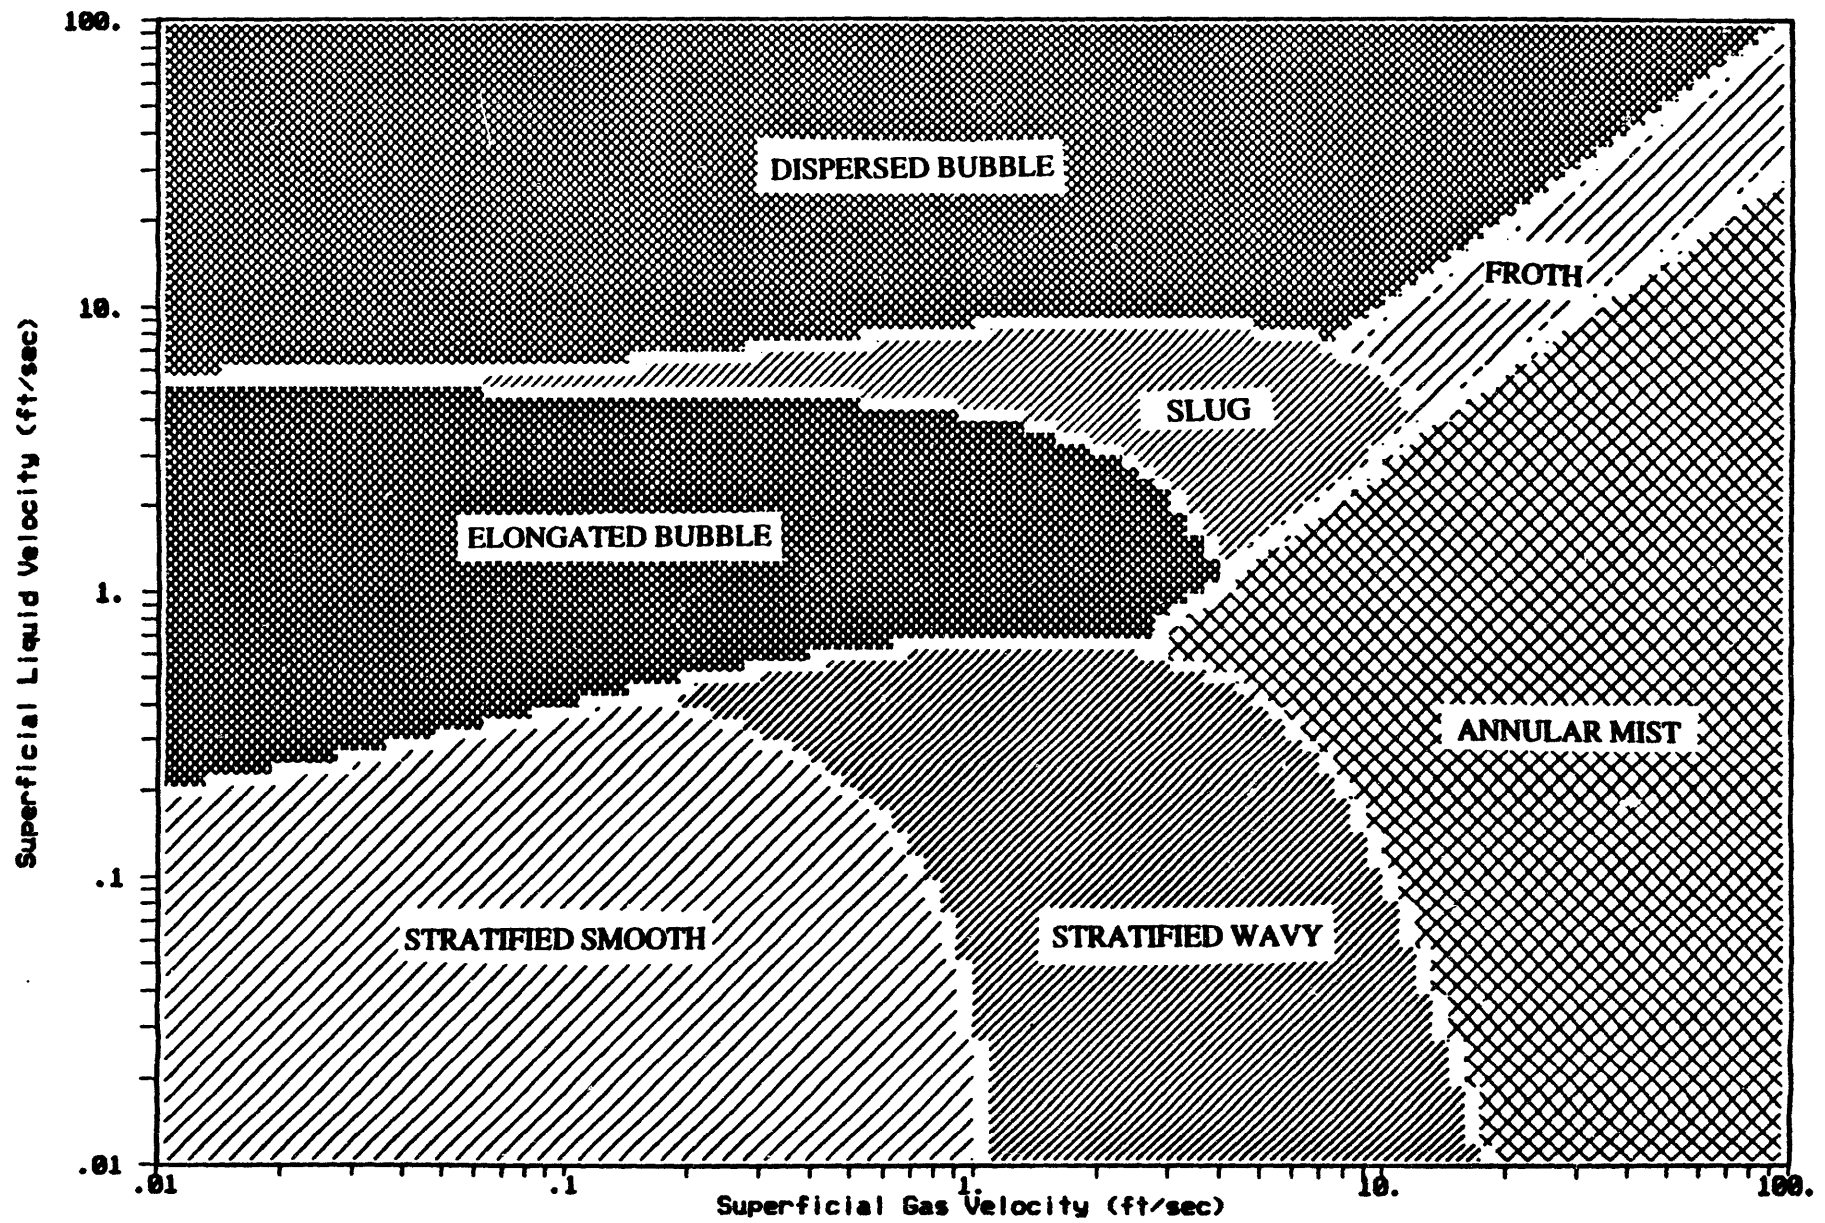 100.
DISPERSED BUBBLE
FROTH
10.
SLUG
ELONGATED BUBBLE
1.
ANNULAR MIST
.1
STRATIFIED SMOOTH
STRATIFIED WAVY
.01
Superficial Liquid Velocity (ft/sec)
.01
.1
1.
10.
100.
Superficial Gas Velocity (ft/sec)